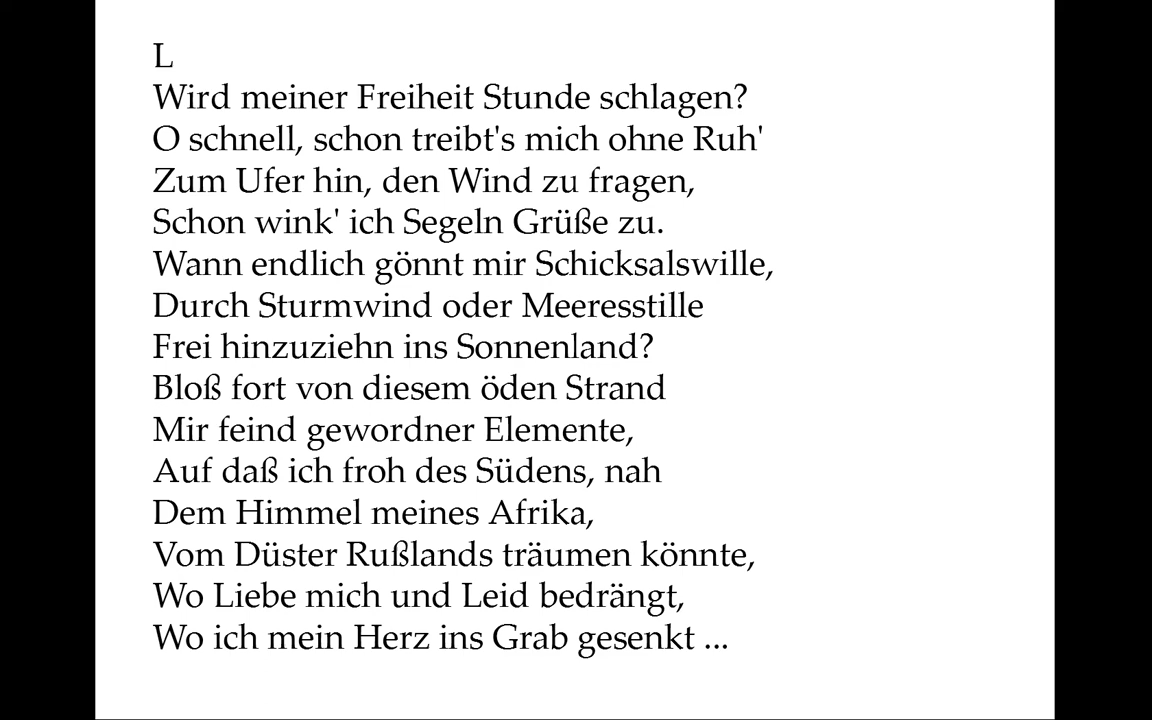 L
Wird meiner Freiheit Stunde schlagen?
O schnell, schon treibt's mich ohne Ruh'
Zum Ufer hin, den Wind zu fragen,
Schon wink' ich Segeln Grüße zu.
Wann endlich gönnt mir Schicksalswille,
Durch Sturmwind oder Meeresstille
Frei hinzuziehn ins Sonnenland?
Bloß fort von diesem öden Strand
Mir feind gewordner Elemente,
Auf daß ich froh des Südens, nah
Dem Himmel meines Afrika,
Vom Düster Rußlands träumen könnte,
Wo Liebe mich und Leid bedrängt,
Wo ich mein Herz ins Grab gesenkt ...